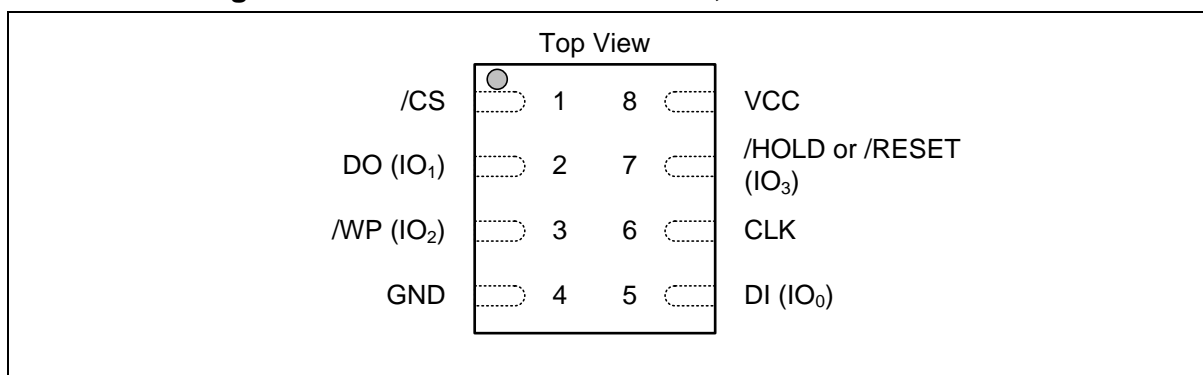 Top View
/CS 1 8 VCC
DO (IO₁) 2 7 /HOLD or /RESET
(IO₃)
/WP (IO₂) 3 6 CLK
GND 4 5 DI (IO₀)